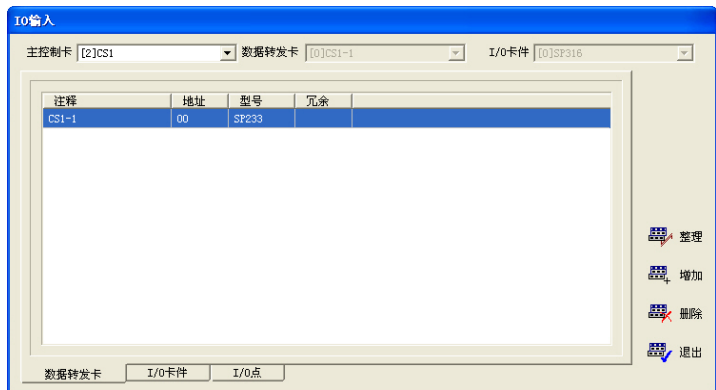 IO输入
主控制卡 [2]CS1 数据转发卡 [0]CS1-1 I/O卡件 [0]SP316
注释 地址 型号 冗余
CS1-1 00 SP233
整理
增加
删除
退出
数据转发卡 I/O卡件 I/O点